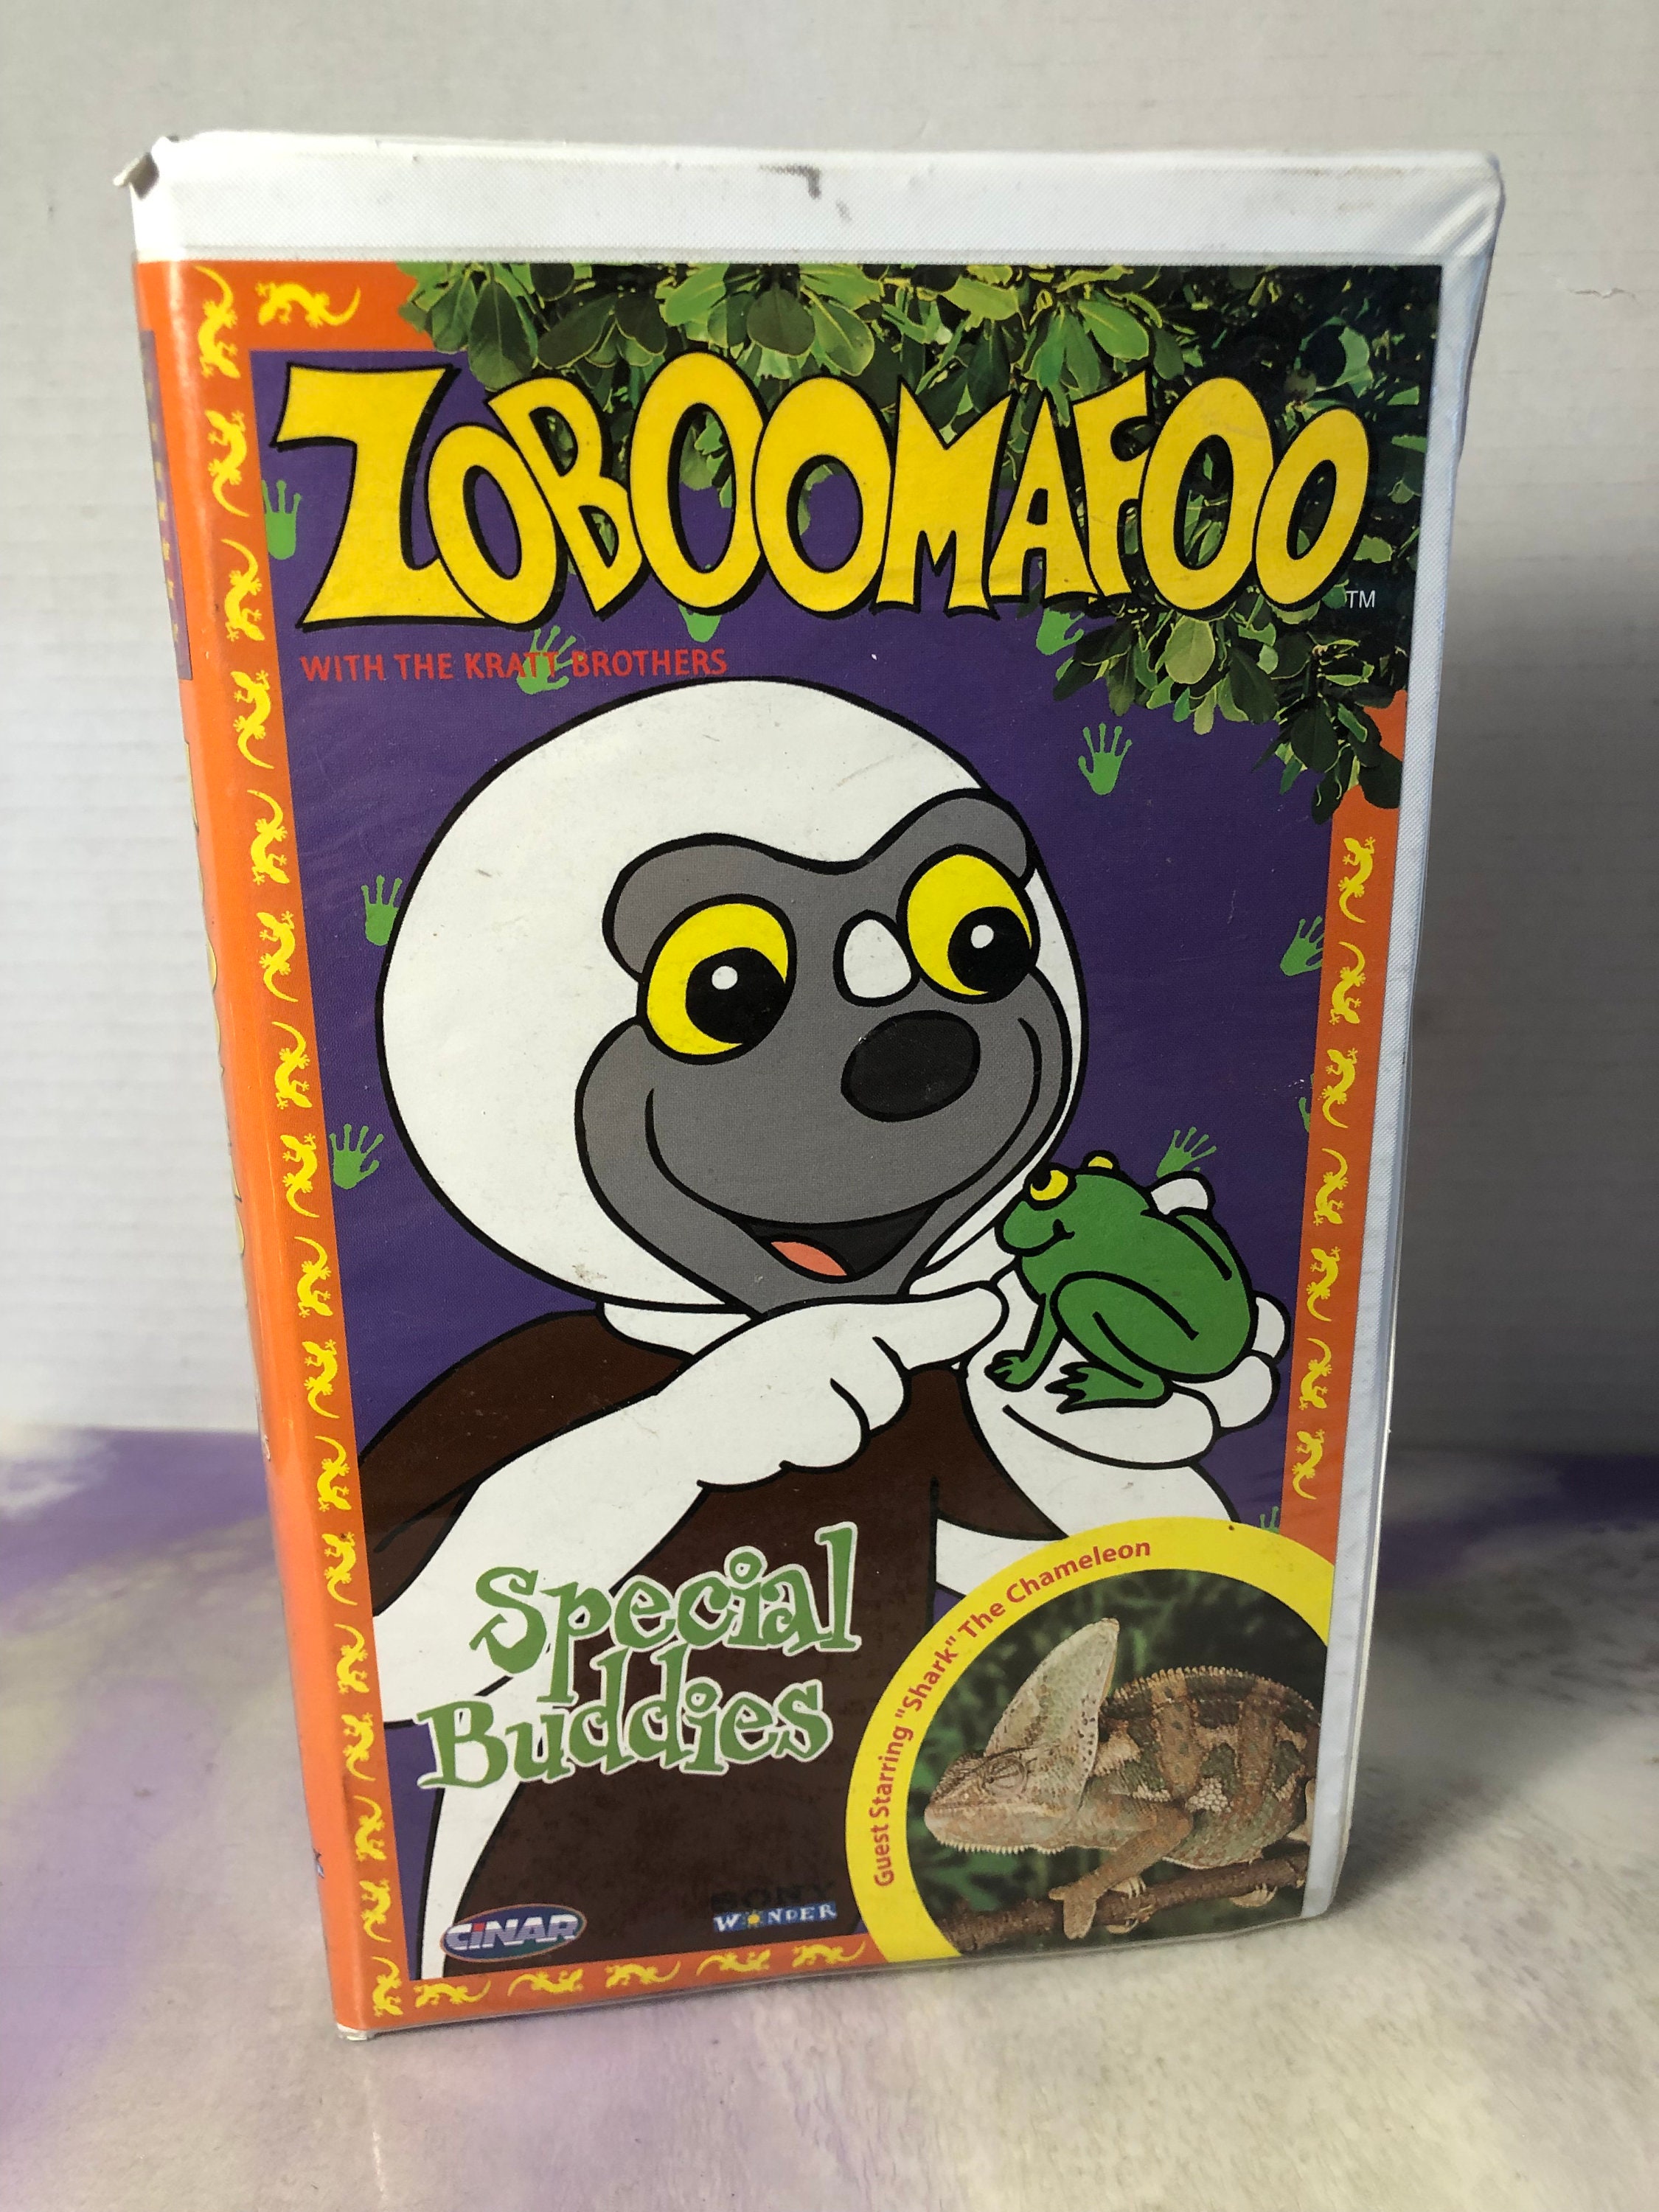 ZOBOOMAFOO
TM
WITH THE KRATT BROTHERS
Special
Buddies
Guest Starring "Shark" The Chameleon
CINAR
SONY
WONDER